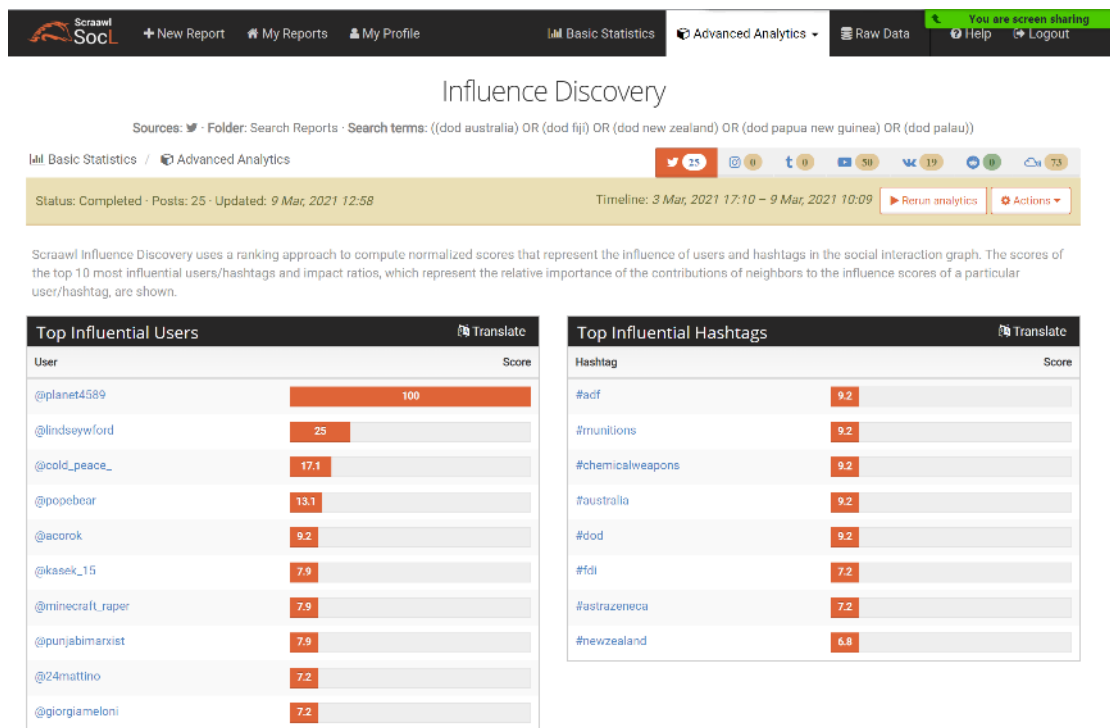 Scraawl
SocL
New Report
My Reports
My Profile
Basic Statistics
Advanced Analytics
Raw Data
You are screen sharing
Help
Logout
Influence Discovery
Sources: · Folder: Search Reports · Search terms: ((dod australia) OR (dod fiji) OR (dod new zealand) OR (dod papua new guinea) OR (dod palau))
Basic Statistics / Advanced Analytics
25 0 t 0 50 19 0 73
Status: Completed · Posts: 25 · Updated: 9 Mar, 2021 12:58
Timeline: 3 Mar, 2021 17:10 – 9 Mar, 2021 10:09
Rerun analytics
Actions
Scraawl Influence Discovery uses a ranking approach to compute normalized scores that represent the influence of users and hashtags in the social interaction graph. The scores of
the top 10 most influential users/hashtags and impact ratios, which represent the relative importance of the contributions of neighbors to the influence scores of a particular
user/hashtag, are shown.
Top Influential Users
Translate
User Score
@planet4589 100
@lindseywford 25
@cold_peace_ 17.1
@popebear 13.1
@acorok 9.2
@kasek_15 7.9
@minecraft_raper 7.9
@punjabimarxist 7.9
@24mattino 7.2
@giorgiameloni 7.2
Top Influential Hashtags
Translate
Hashtag Score
#adf 9.2
#munitions 9.2
#chemicalweapons 9.2
#australia 9.2
#dod 9.2
#fdi 7.2
#astrazeneca 7.2
#newzealand 6.8